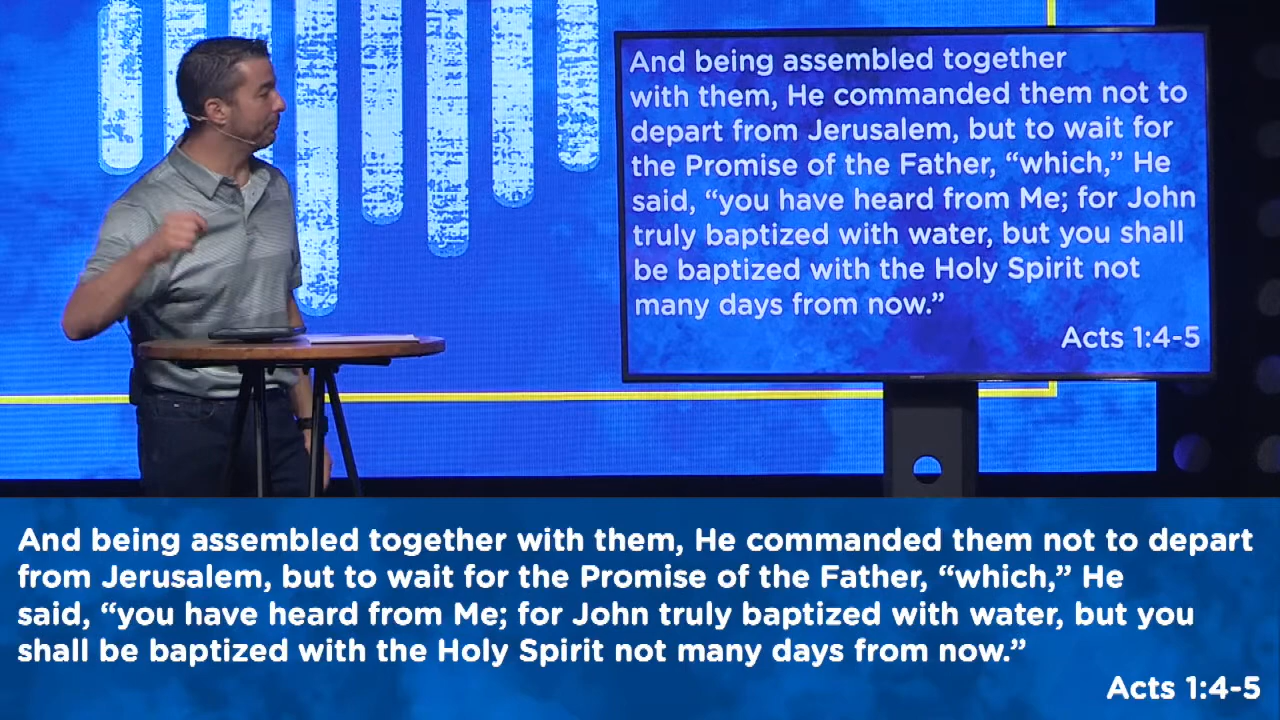 And being assembled together
with them, He commanded them not to
depart from Jerusalem, but to wait for
the Promise of the Father, “which,” He
said, “you have heard from Me; for John
truly baptized with water, but you shall
be baptized with the Holy Spirit not
many days from now.”
Acts 1:4-5
And being assembled together with them, He commanded them not to depart
from Jerusalem, but to wait for the Promise of the Father, “which,” He
said, “you have heard from Me; for John truly baptized with water, but you
shall be baptized with the Holy Spirit not many days from now.”
Acts 1:4-5